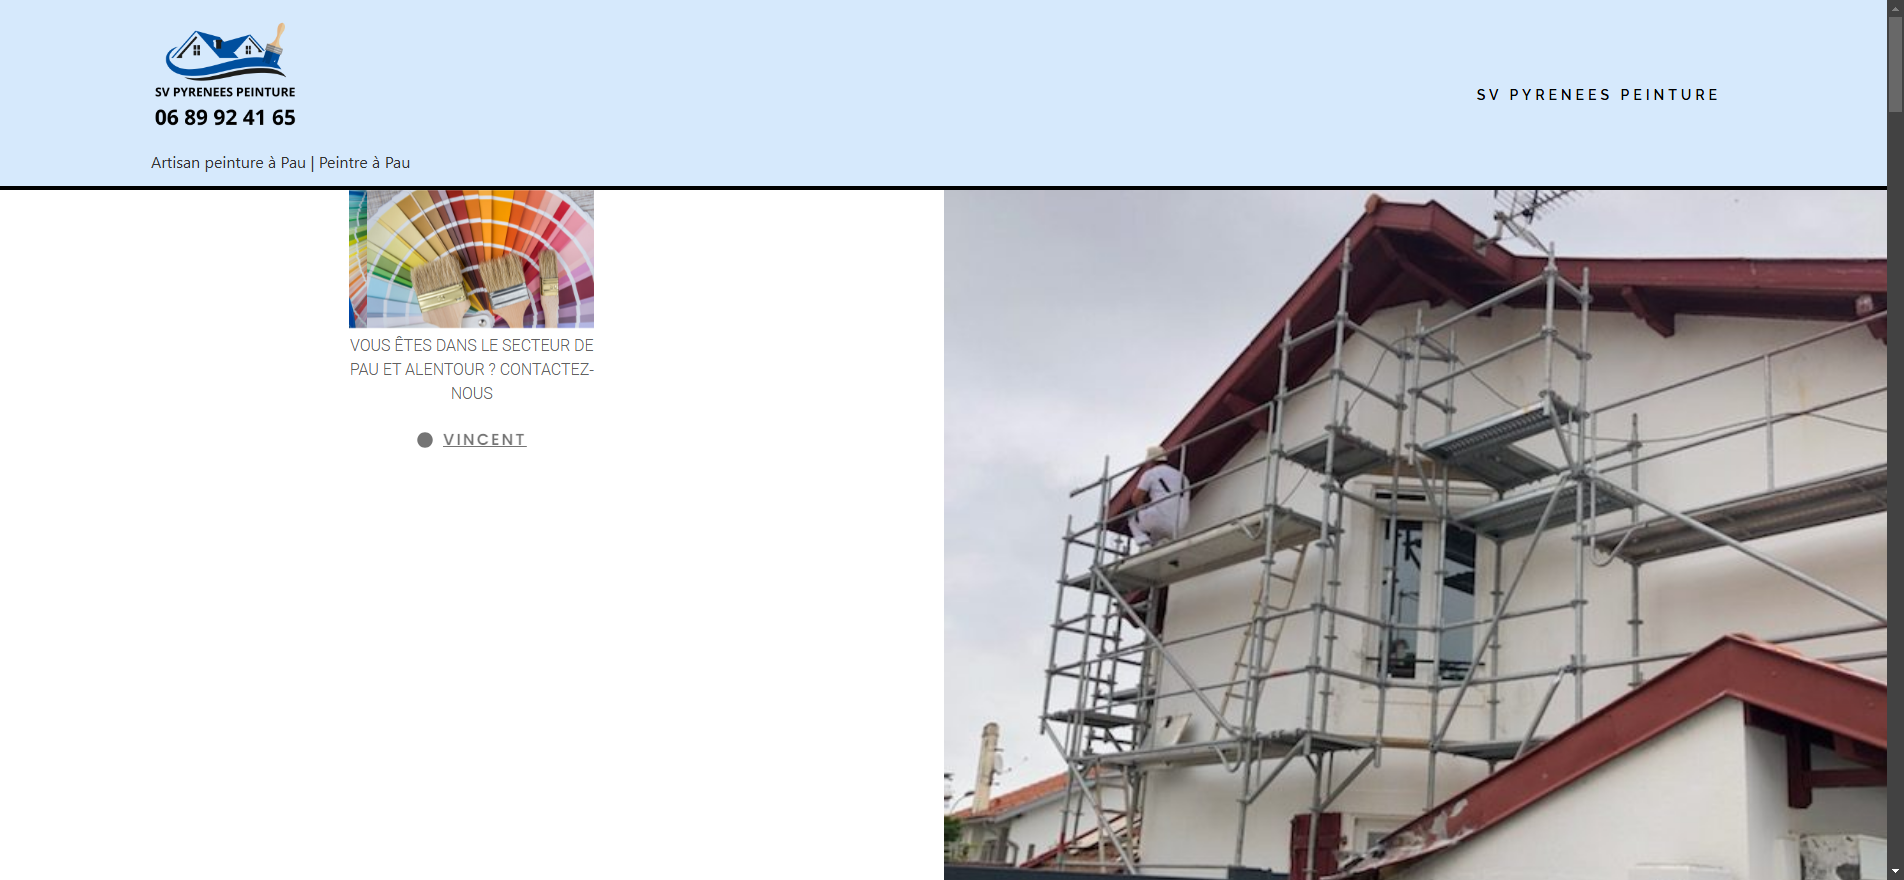 SV PYRENEES PEINTURE
06 89 92 41 65
Artisan peinture à Pau | Peintre à Pau
SV PYRENEES PEINTURE
VOUS ÊTES DANS LE SECTEUR DE
PAU ET ALENTOUR ? CONTACTEZ-
NOUS
VINCENT